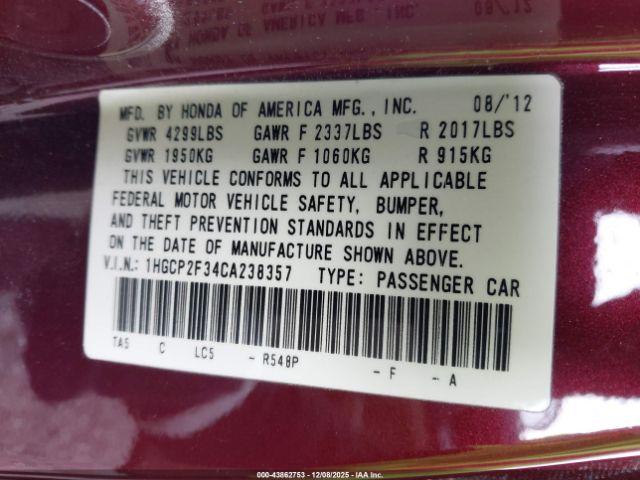 MFD. BY HONDA OF AMERICA MFG., INC. 08/'12
GVWR 4299LBS GAWR F 2337LBS R 2017LBS
GVWR 1950KG GAWR F 1060KG R 915KG
THIS VEHICLE CONFORMS TO ALL APPLICABLE
FEDERAL MOTOR VEHICLE SAFETY, BUMPER,
AND THEFT PREVENTION STANDARDS IN EFFECT
ON THE DATE OF MANUFACTURE SHOWN ABOVE.
V.I.N.: 1HGCP2F34CA238357 TYPE: PASSENGER CAR
TA5 C LC5 - R548P - F - A
000-43862753 - 12/08/2025 - IAA Inc.